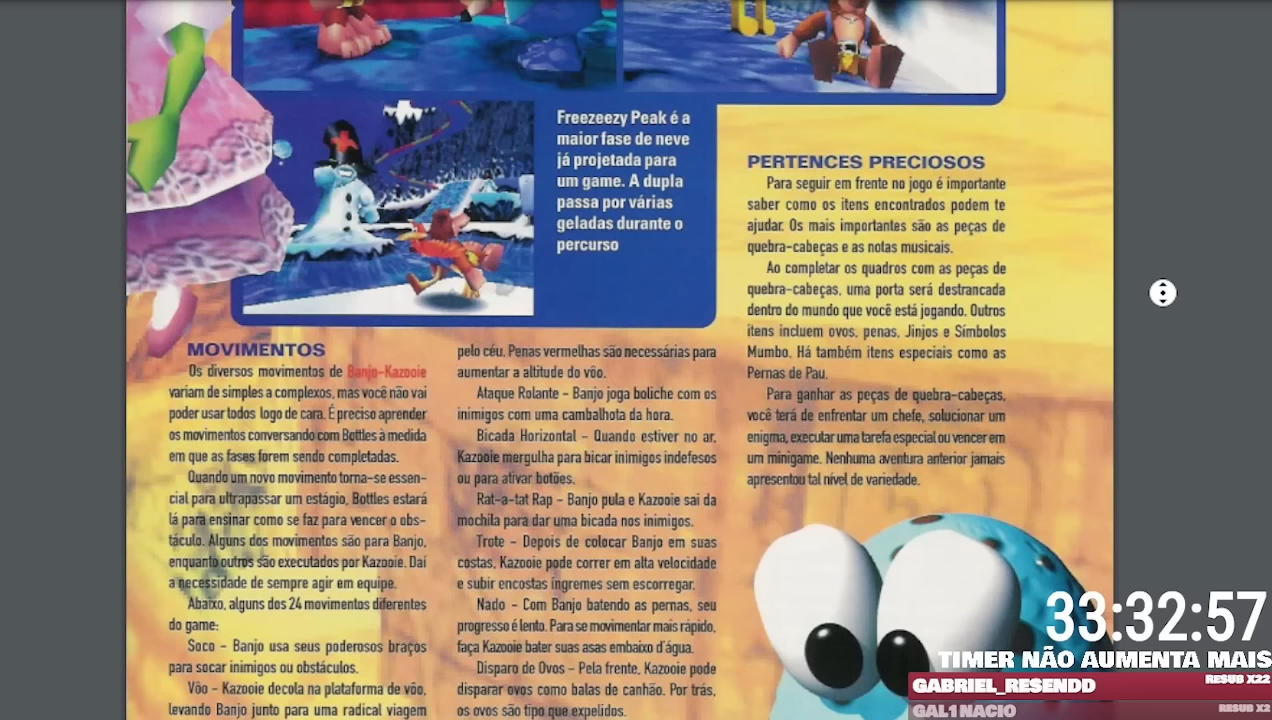 Freezeezy Peak é a
maior fase de neve
já projetada para
um game. A dupla
passa por várias
geladas durante o
percurso
MOVIMENTOS
Os diversos movimentos de Banjo-Kazooie
variam de simples a complexos, mas você não vai
poder usar todos logo de cara. É preciso aprender
os movimentos conversando com Bottles à medida
em que as fases forem sendo completadas.
Quando um novo movimento torna-se essen-
cial para ultrapassar um estágio, Bottles estará
lá para ensinar como se faz para vencer o obs-
táculo. Alguns dos movimentos são para Banjo,
enquanto outros são executados por Kazooie. Daí
a necessidade de sempre agir em equipe.
Abaixo, alguns dos 24 movimentos diferentes
do game:
Soco – Banjo usa seus poderosos braços
para socar inimigos ou obstáculos.
Vôo – Kazooie decola na plataforma de vôo,
levando Banjo junto para uma radical viagem
pelo céu. Penas vermelhas são necessárias para
aumentar a altitude do vôo.
Ataque Rolante – Banjo joga boliche com os
inimigos com uma cambalhota da hora.
Bicada Horizontal – Quando estiver no ar,
Kazooie mergulha para bicar inimigos indefesos
ou para ativar botões.
Rat-a-tat Rap – Banjo pula e Kazooie sai da
mochila para dar uma bicada nos inimigos.
Trote – Depois de colocar Banjo em suas
costas, Kazooie pode correr em alta velocidade
e subir encostas íngremes sem escorregar.
Nado – Com Banjo batendo as pernas, seu
progresso é lento. Para se movimentar mais rápido,
faça Kazooie bater suas asas embaixo d'água.
Disparo de Ovos – Pela frente, Kazooie pode
disparar ovos como balas de canhão. Por trás,
os ovos são tipo que expelidos.
PERTENCES PRECIOSOS
Para seguir em frente no jogo é importante
saber como os itens encontrados podem te
ajudar. Os mais importantes são as peças de
quebra-cabeças e as notas musicais.
Ao completar os quadros com as peças de
quebra-cabeças, uma porta será destrancada
dentro do mundo que você está jogando. Outros
itens incluem ovos, penas, Jinjos e Símbolos
Mumbo. Há também itens especiais como as
Pernas de Pau.
Para ganhar as peças de quebra-cabeças,
você terá de enfrentar um chefe, solucionar um
enigma, executar uma tarefa especial ou vencer em
um minigame. Nenhuma aventura anterior jamais
apresentou tal nível de variedade.
33:32:57
TIMER NÃO AUMENTA MAIS
GABRIEL_RESENDD RESUB X22
GAL1NACIO RESUB X2